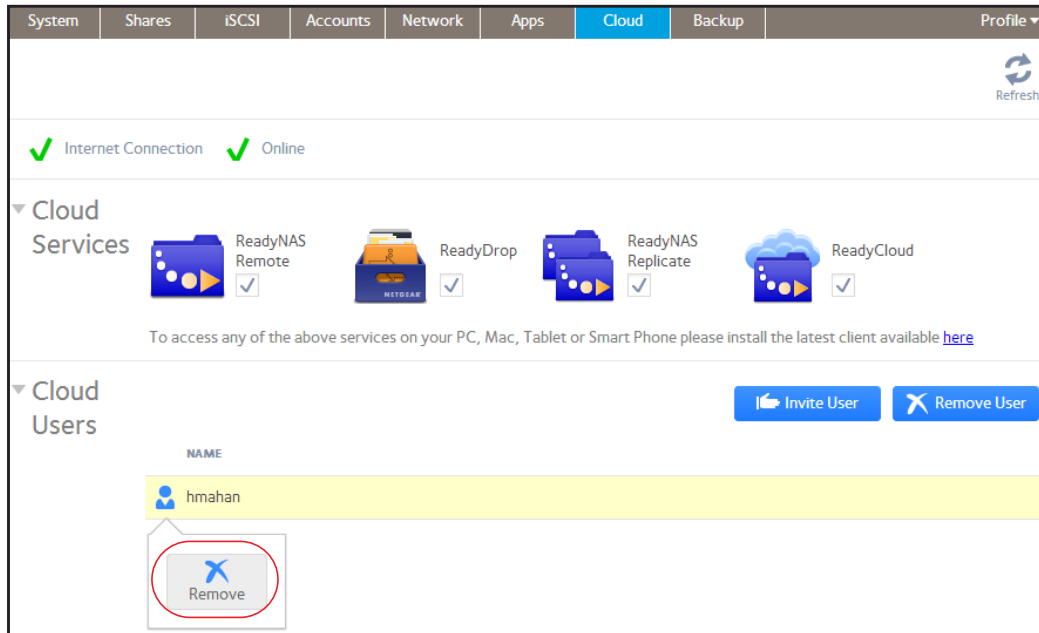 System Shares iSCSI Accounts Network Apps Cloud Backup Profile
Refresh
Internet Connection Online
Cloud Services
ReadyNAS Remote
NETGEAR
ReadyDrop
ReadyNAS Replicate
ReadyCloud
To access any of the above services on your PC, Mac, Tablet or Smart Phone please install the latest client available here
Cloud Users
Invite User Remove User
NAME
hmahan
Remove